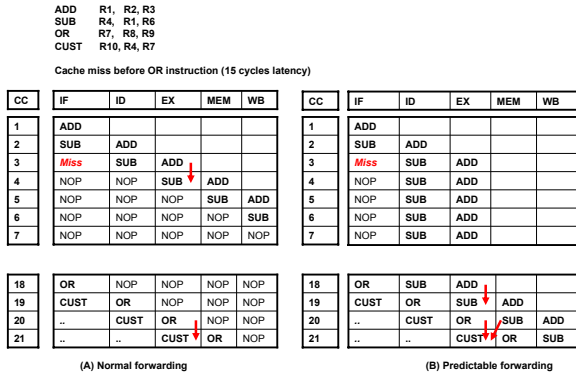 ADD R1, R2, R3
SUB R4, R1, R6
OR R7, R8, R9
CUST R10, R4, R7
Cache miss before OR instruction (15 cycles latency)
CC IF ID EX MEM WB CC IF ID EX MEM WB
1 ADD 1 ADD
2 SUB ADD 2 SUB ADD
3 Miss SUB ADD 3 Miss SUB ADD
4 NOP NOP SUB ADD 4 NOP SUB ADD
5 NOP NOP NOP SUB ADD 5 NOP SUB ADD
6 NOP NOP NOP NOP SUB 6 NOP SUB ADD
7 NOP NOP NOP NOP NOP 7 NOP SUB ADD
18 OR NOP NOP NOP NOP 18 OR SUB ADD
19 CUST OR NOP NOP NOP 19 CUST OR SUB ADD
20 .. CUST OR NOP NOP 20 .. CUST OR SUB ADD
21 .. .. CUST OR NOP 21 .. .. CUST OR SUB
(A) Normal forwarding (B) Predictable forwarding